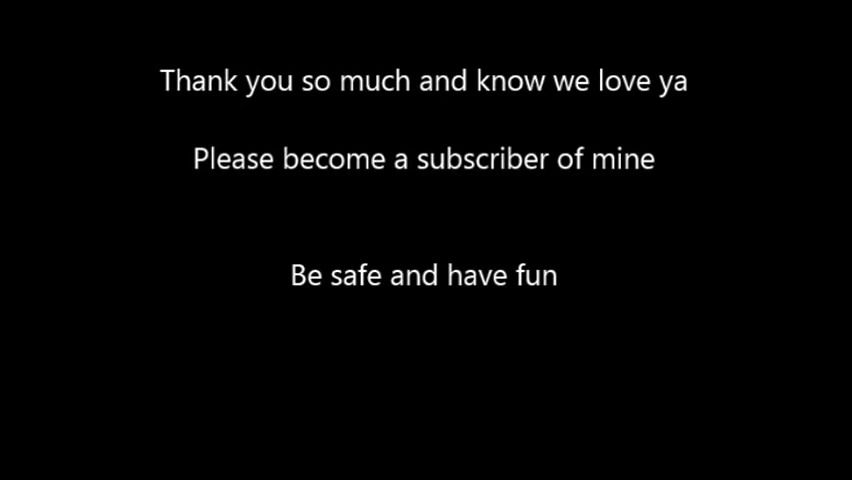 Thank you so much and know we love ya
Please become a subscriber of mine
Be safe and have fun